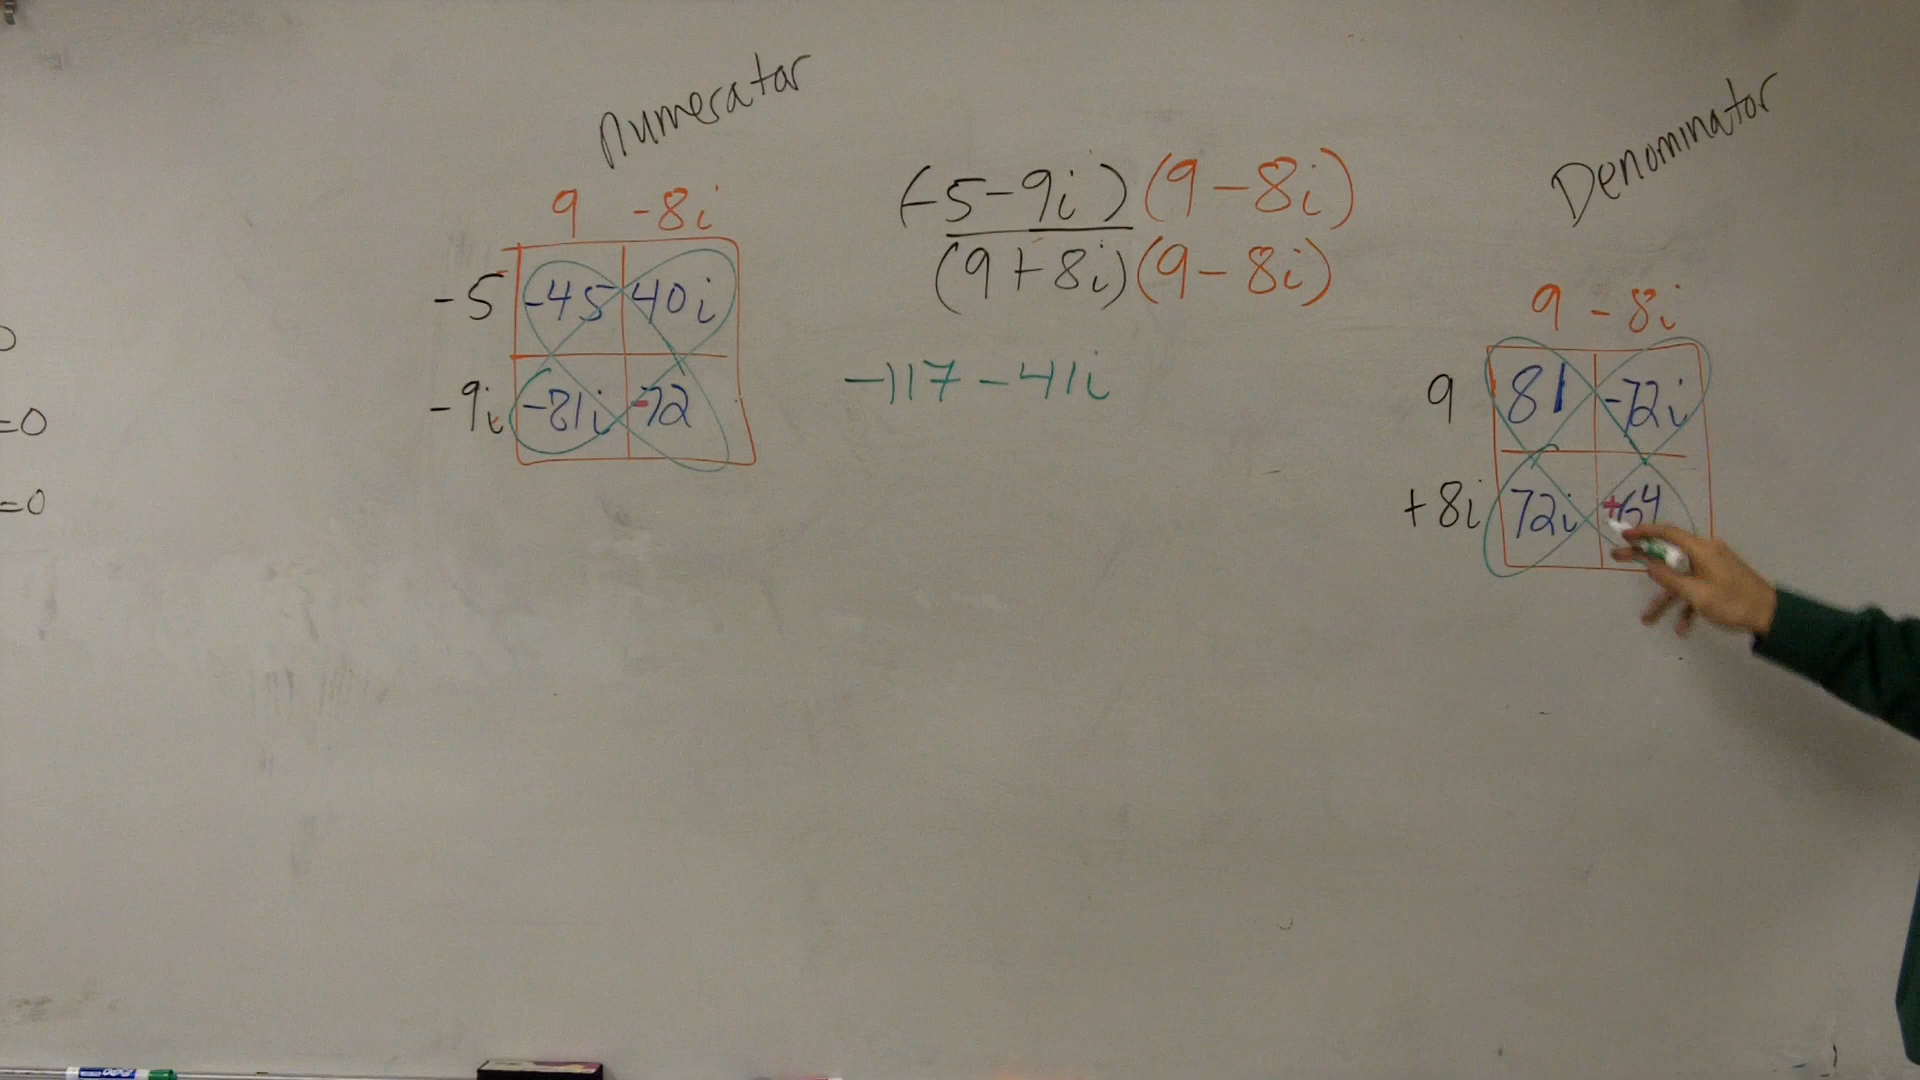 numerator
Denominator
(-5-9i)(9-8i)
(9+8i)(9-8i)
-117-41i
9 -8i
-5 -45 40i
-9i -81i -72
9 -8i
9 81 -72i
+8i 72i +64
=0
=0